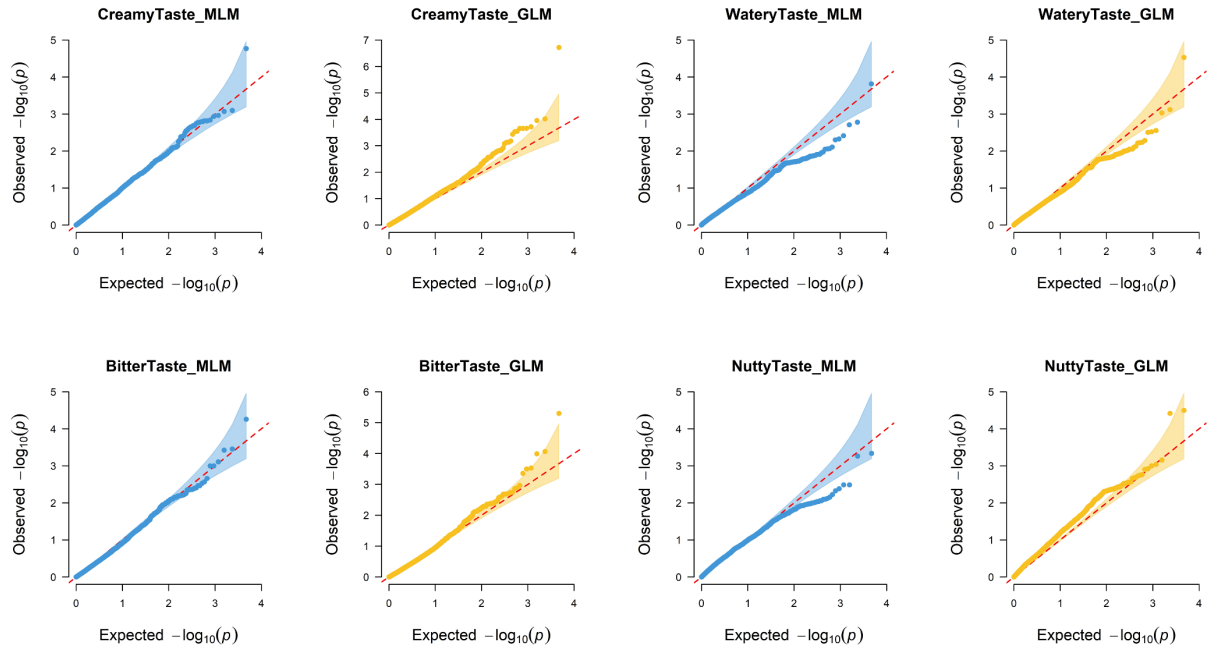 CreamyTaste_MLM
CreamyTaste_GLM
WateryTaste_MLM
WateryTaste_GLM
Observed −log10(p)
5
4
3
2
1
0
0 1 2 3 4
Expected −log10(p)
Observed −log10(p)
7
6
5
4
3
2
1
0
0 1 2 3 4
Expected −log10(p)
Observed −log10(p)
5
4
3
2
1
0
0 1 2 3 4
Expected −log10(p)
Observed −log10(p)
5
4
3
2
1
0
0 1 2 3 4
Expected −log10(p)
BitterTaste_MLM
BitterTaste_GLM
NuttyTaste_MLM
NuttyTaste_GLM
Observed −log10(p)
5
4
3
2
1
0
0 1 2 3 4
Expected −log10(p)
Observed −log10(p)
6
5
4
3
2
1
0
0 1 2 3 4
Expected −log10(p)
Observed −log10(p)
5
4
3
2
1
0
0 1 2 3 4
Expected −log10(p)
Observed −log10(p)
5
4
3
2
1
0
0 1 2 3 4
Expected −log10(p)